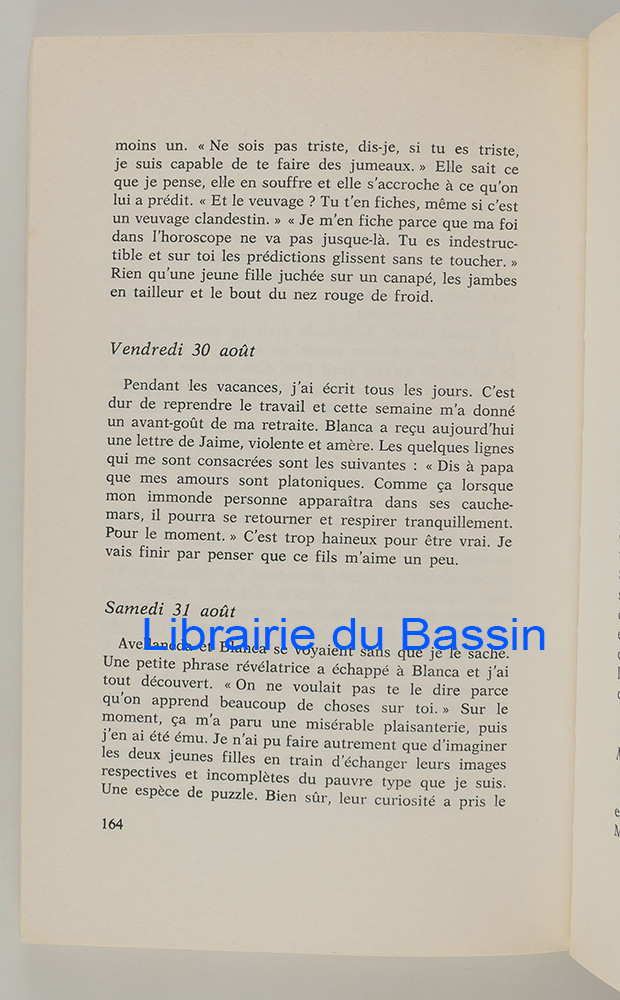 moins un. « Ne sois pas triste, dis-je, si tu es triste,
je suis capable de te faire des jumeaux. » Elle sait ce
que je pense, elle en souffre et elle s'accroche à ce qu'on
lui a prédit. « Et le veuvage ? Tu t'en fiches, même si c'est
un veuvage clandestin. » « Je m'en fiche parce que ma foi
dans l'horoscope ne va pas jusque-là. Tu es indestruc-
tible et sur toi les prédictions glissent sans te toucher. »
Rien qu'une jeune fille juchée sur un canapé, les jambes
en tailleur et le bout du nez rouge de froid.
Vendredi 30 août
Pendant les vacances, j'ai écrit tous les jours. C'est
dur de reprendre le travail et cette semaine m'a donné
un avant-goût de ma retraite. Blanca a reçu aujourd'hui
une lettre de Jaime, violente et amère. Les quelques lignes
qui me sont consacrées sont les suivantes : « Dis à papa
que mes amours sont platoniques. Comme ça lorsque
mon immonde personne apparaîtra dans ses cauche-
mars, il pourra se retourner et respirer tranquillement.
Pour le moment. » C'est trop haineux pour être vrai. Je
vais finir par penser que ce fils m'aime un peu.
Samedi 31 août
Librairie du Bassin
Avellaneda et Blanca se voyaient sans que je le sache.
Une petite phrase révélatrice a échappé à Blanca et j'ai
tout découvert. « On ne voulait pas te le dire parce
qu'on apprend beaucoup de choses sur toi. » Sur le
moment, ça m'a paru une misérable plaisanterie, puis
j'en ai été ému. Je n'ai pu faire autrement que d'imaginer
les deux jeunes filles en train d'échanger leurs images
respectives et incomplètes du pauvre type que je suis.
Une espèce de puzzle. Bien sûr, leur curiosité a pris le
164